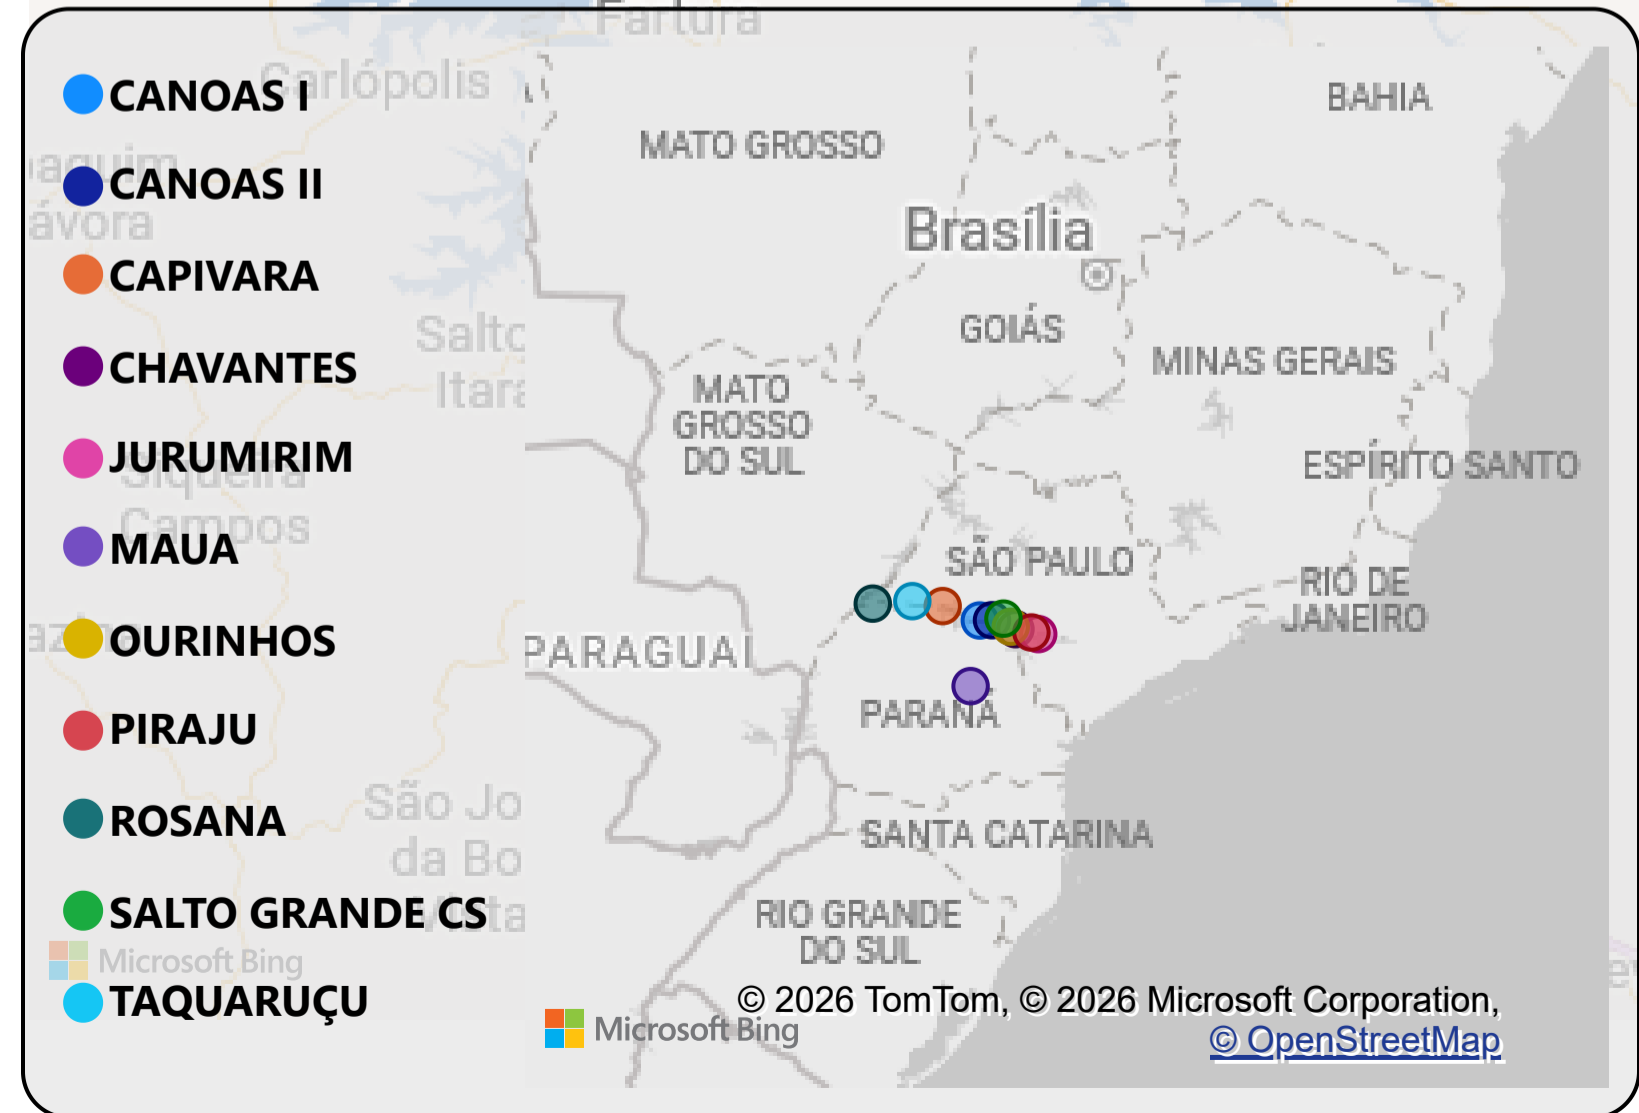 Fartura
Carlópolis
CANOAS I
CANOAS II
ávora
CAPIVARA
Salto
CHAVANTES
Itara
JURUMIRIM
Siqueira
Campos
MAUA
OURINHOS
PIRAJU
São Jo
ROSANA
da Bo
SALTO GRANDE CS
Vista
Microsoft Bing
TAQUARUÇU
BAHIA
MATO GROSSO
Brasília
GOIÁS
MINAS GERAIS
MATO
GROSSO
DO SUL
ESPÍRITO SANTO
SÃO PAULO
RIO DE
JANEIRO
PARAGUAI
PARANÁ
SANTA CATARINA
RIO GRANDE
DO SUL
© 2026 TomTom, © 2026 Microsoft Corporation,
Microsoft Bing
© OpenStreetMap